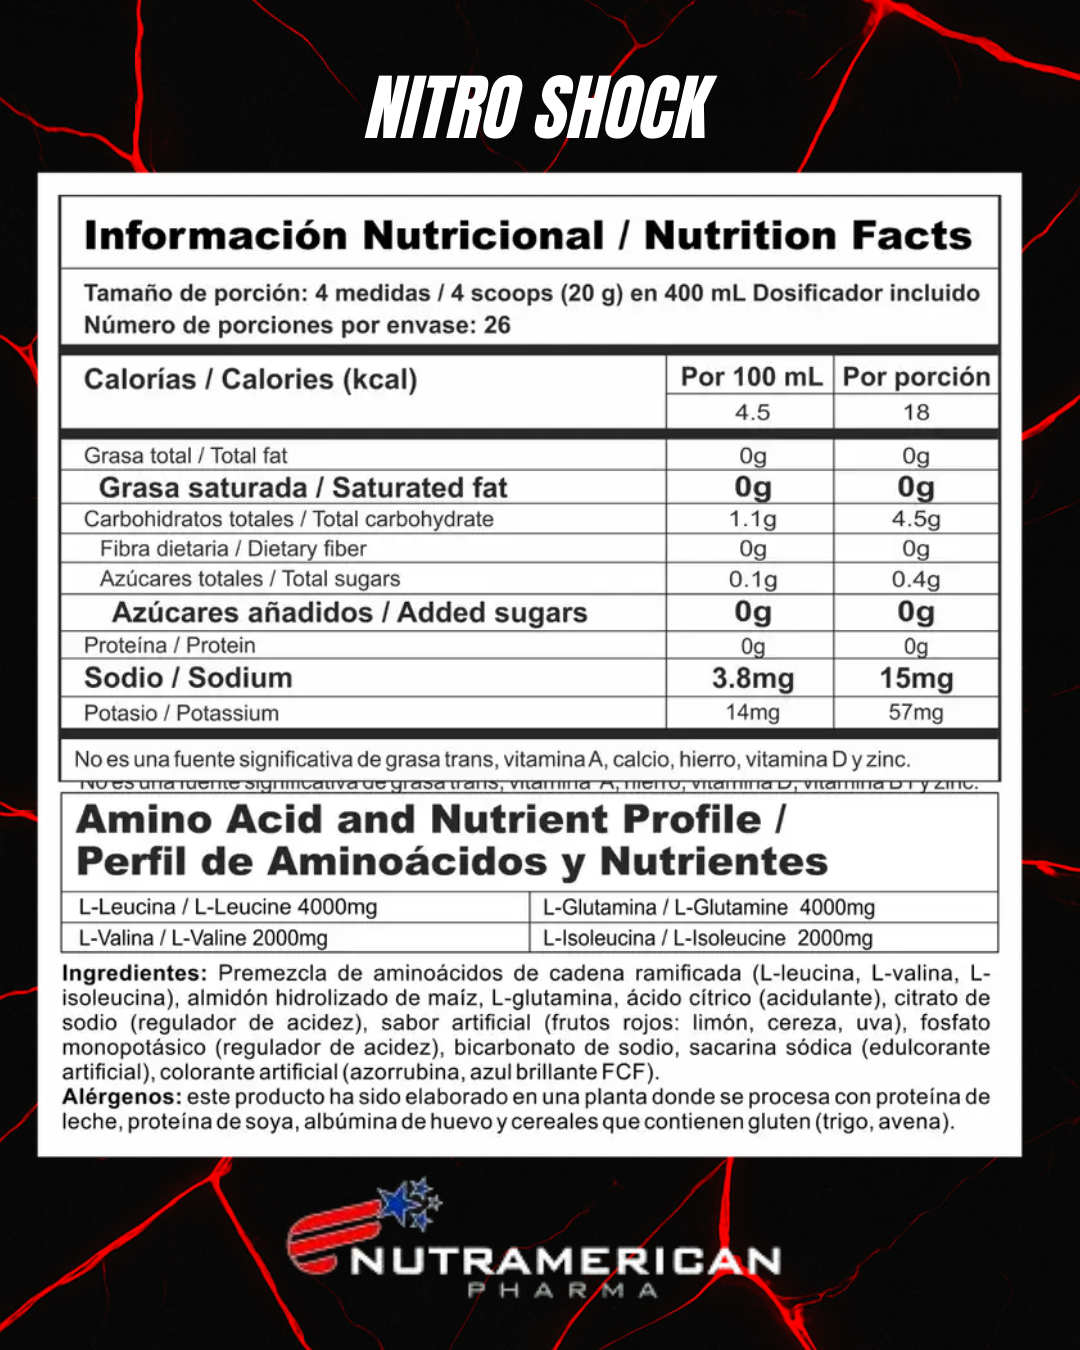 NITRO SHOCK
Información Nutricional / Nutrition Facts
Tamaño de porción: 4 medidas / 4 scoops (20 g) en 400 mL Dosificador incluido
Número de porciones por envase: 26
Calorías / Calories (kcal) Por 100 mL Por porción
4.5 18
Grasa total / Total fat 0g 0g
Grasa saturada / Saturated fat 0g 0g
Carbohidratos totales / Total carbohydrate 1.1g 4.5g
Fibra dietaria / Dietary fiber 0g 0g
Azúcares totales / Total sugars 0.1g 0.4g
Azúcares añadidos / Added sugars 0g 0g
Proteína / Protein 0g 0g
Sodio / Sodium 3.8mg 15mg
Potasio / Potassium 14mg 57mg
No es una fuente significativa de grasa trans, vitamina A, calcio, hierro, vitamina D y zinc.
No es una fuente significativa de grasa trans, vitamina A, hierro, vitamina D, vitamina y zinc.
Amino Acid and Nutrient Profile /
Perfil de Aminoácidos y Nutrientes
L-Leucina / L-Leucine 4000mg L-Glutamina / L-Glutamine 4000mg
L-Valina / L-Valine 2000mg L-Isoleucina / L-Isoleucine 2000mg
Ingredientes: Premezcla de aminoácidos de cadena ramificada (L-leucina, L-valina, L-
isoleucina), almidón hidrolizado de maíz, L-glutamina, ácido cítrico (acidulante), citrato de
sodio (regulador de acidez), sabor artificial (frutos rojos: limón, cereza, uva), fosfato
monopotásico (regulador de acidez), bicarbonato de sodio, sacarina sódica (edulcorante
artificial), colorante artificial (azorrubina, azul brillante FCF).
Alérgenos: este producto ha sido elaborado en una planta donde se procesa con proteína de
leche, proteína de soya, albúmina de huevo y cereales que contienen gluten (trigo, avena).
NUTRAMERICAN
PHARMA